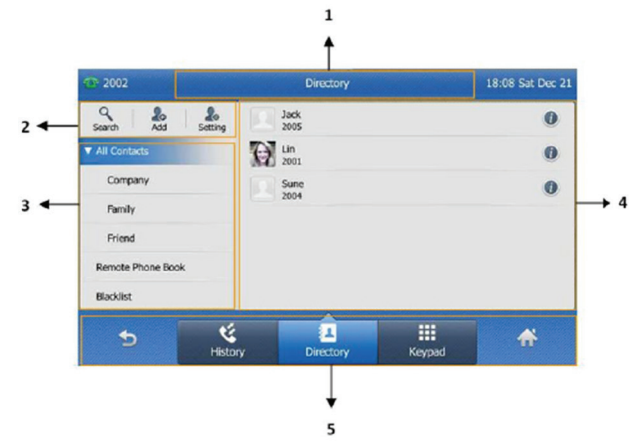 1
2002
Directory
18:08 Sat Dec 21
Search
Add
Setting
2
All Contacts
Company
Family
Friend
Remote Phone Book
Blacklist
3
Jack
2005
Lin
2001
Sune
2004
4
History
Directory
Keypad
5